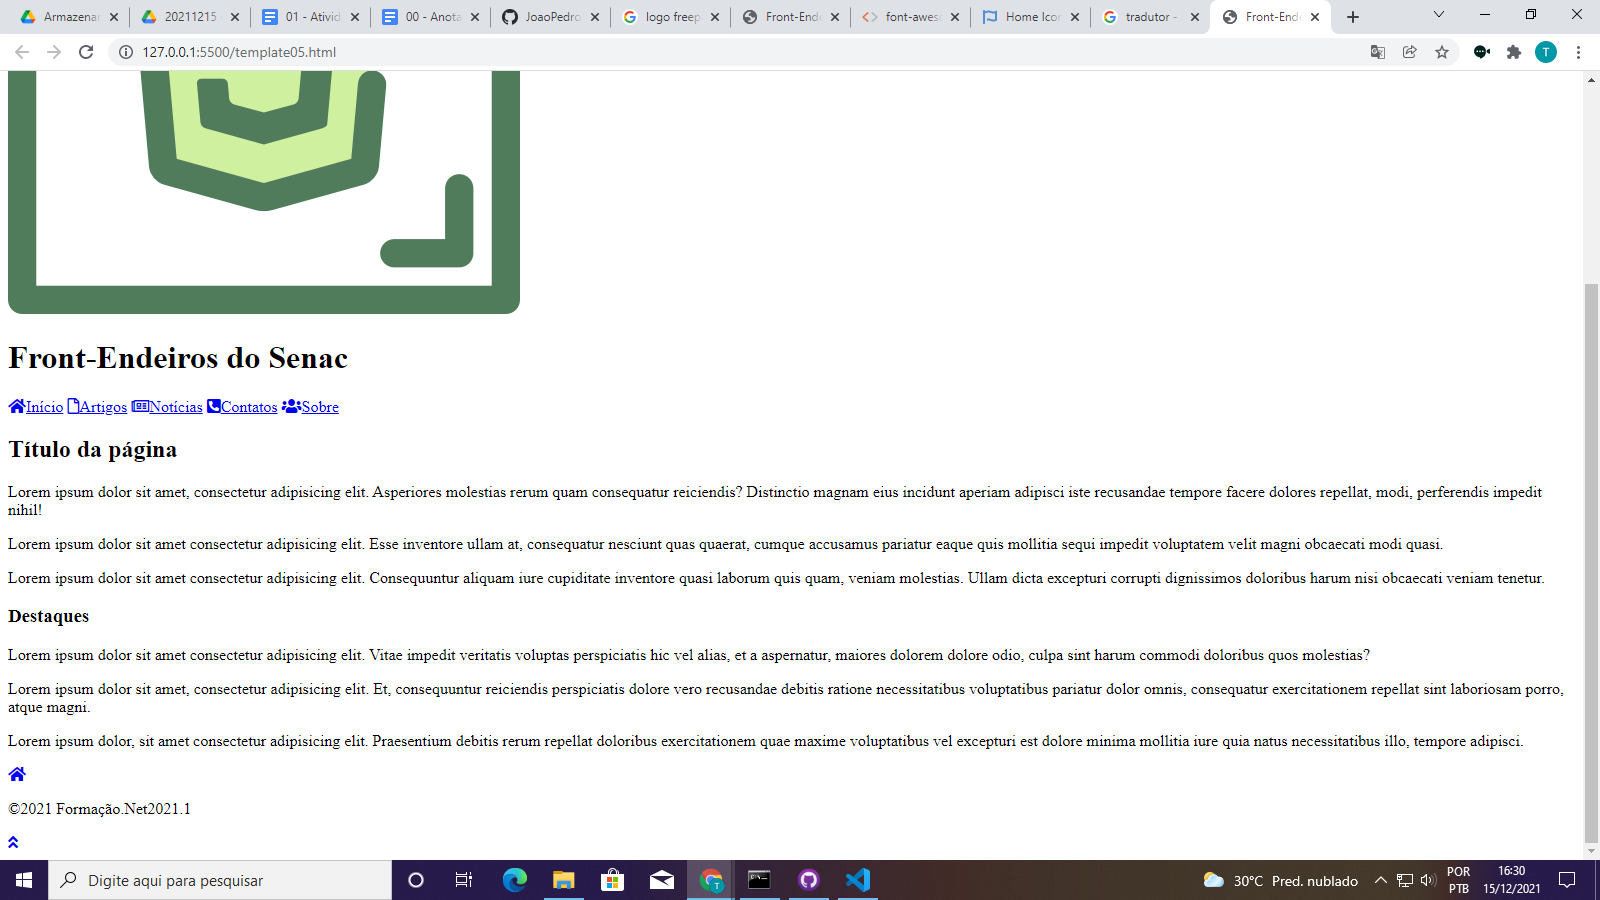 Armazenar
20211215
01 - Ativid
00 - Anota
JoaoPedro
logo freep
Front-Ende
font-aweso
Home Icon
tradutor -
Front-Ende
127.0.0.1:5500/template05.html
T
Front-Endeiros do Senac
Início Artigos Notícias Contatos Sobre
Título da página
Lorem ipsum dolor sit amet, consectetur adipisicing elit. Asperiores molestias rerum quam consequatur reiciendis? Distinctio magnam eius incidunt aperiam adipisci iste recusandae tempore facere dolores repellat, modi, perferendis impedit
nihil!
Lorem ipsum dolor sit amet consectetur adipisicing elit. Esse inventore ullam at, consequatur nesciunt quas quaerat, cumque accusamus pariatur eaque quis mollitia sequi impedit voluptatem velit magni obcaecati modi quasi.
Lorem ipsum dolor sit amet consectetur adipisicing elit. Consequuntur aliquam iure cupiditate inventore quasi laborum quis quam, veniam molestias. Ullam dicta excepturi corrupti dignissimos doloribus harum nisi obcaecati veniam tenetur.
Destaques
Lorem ipsum dolor sit amet consectetur adipisicing elit. Vitae impedit veritatis voluptas perspiciatis hic vel alias, et a aspernatur, maiores dolorem dolore odio, culpa sint harum commodi doloribus quos molestias?
Lorem ipsum dolor sit amet, consectetur adipisicing elit. Et, consequuntur reiciendis perspiciatis dolore vero recusandae debitis ratione necessitatibus voluptatibus pariatur dolor omnis, consequatur exercitationem repellat sint laboriosam porro,
atque magni.
Lorem ipsum dolor, sit amet consectetur adipisicing elit. Praesentium debitis rerum repellat doloribus exercitationem quae maxime voluptatibus vel excepturi est dolore minima mollitia iure quia natus necessitatibus illo, tempore adipisci.
©2021 Formação.Net2021.1
Digite aqui para pesquisar
T
30°C Pred. nublado
POR
PTB
16:30
15/12/2021